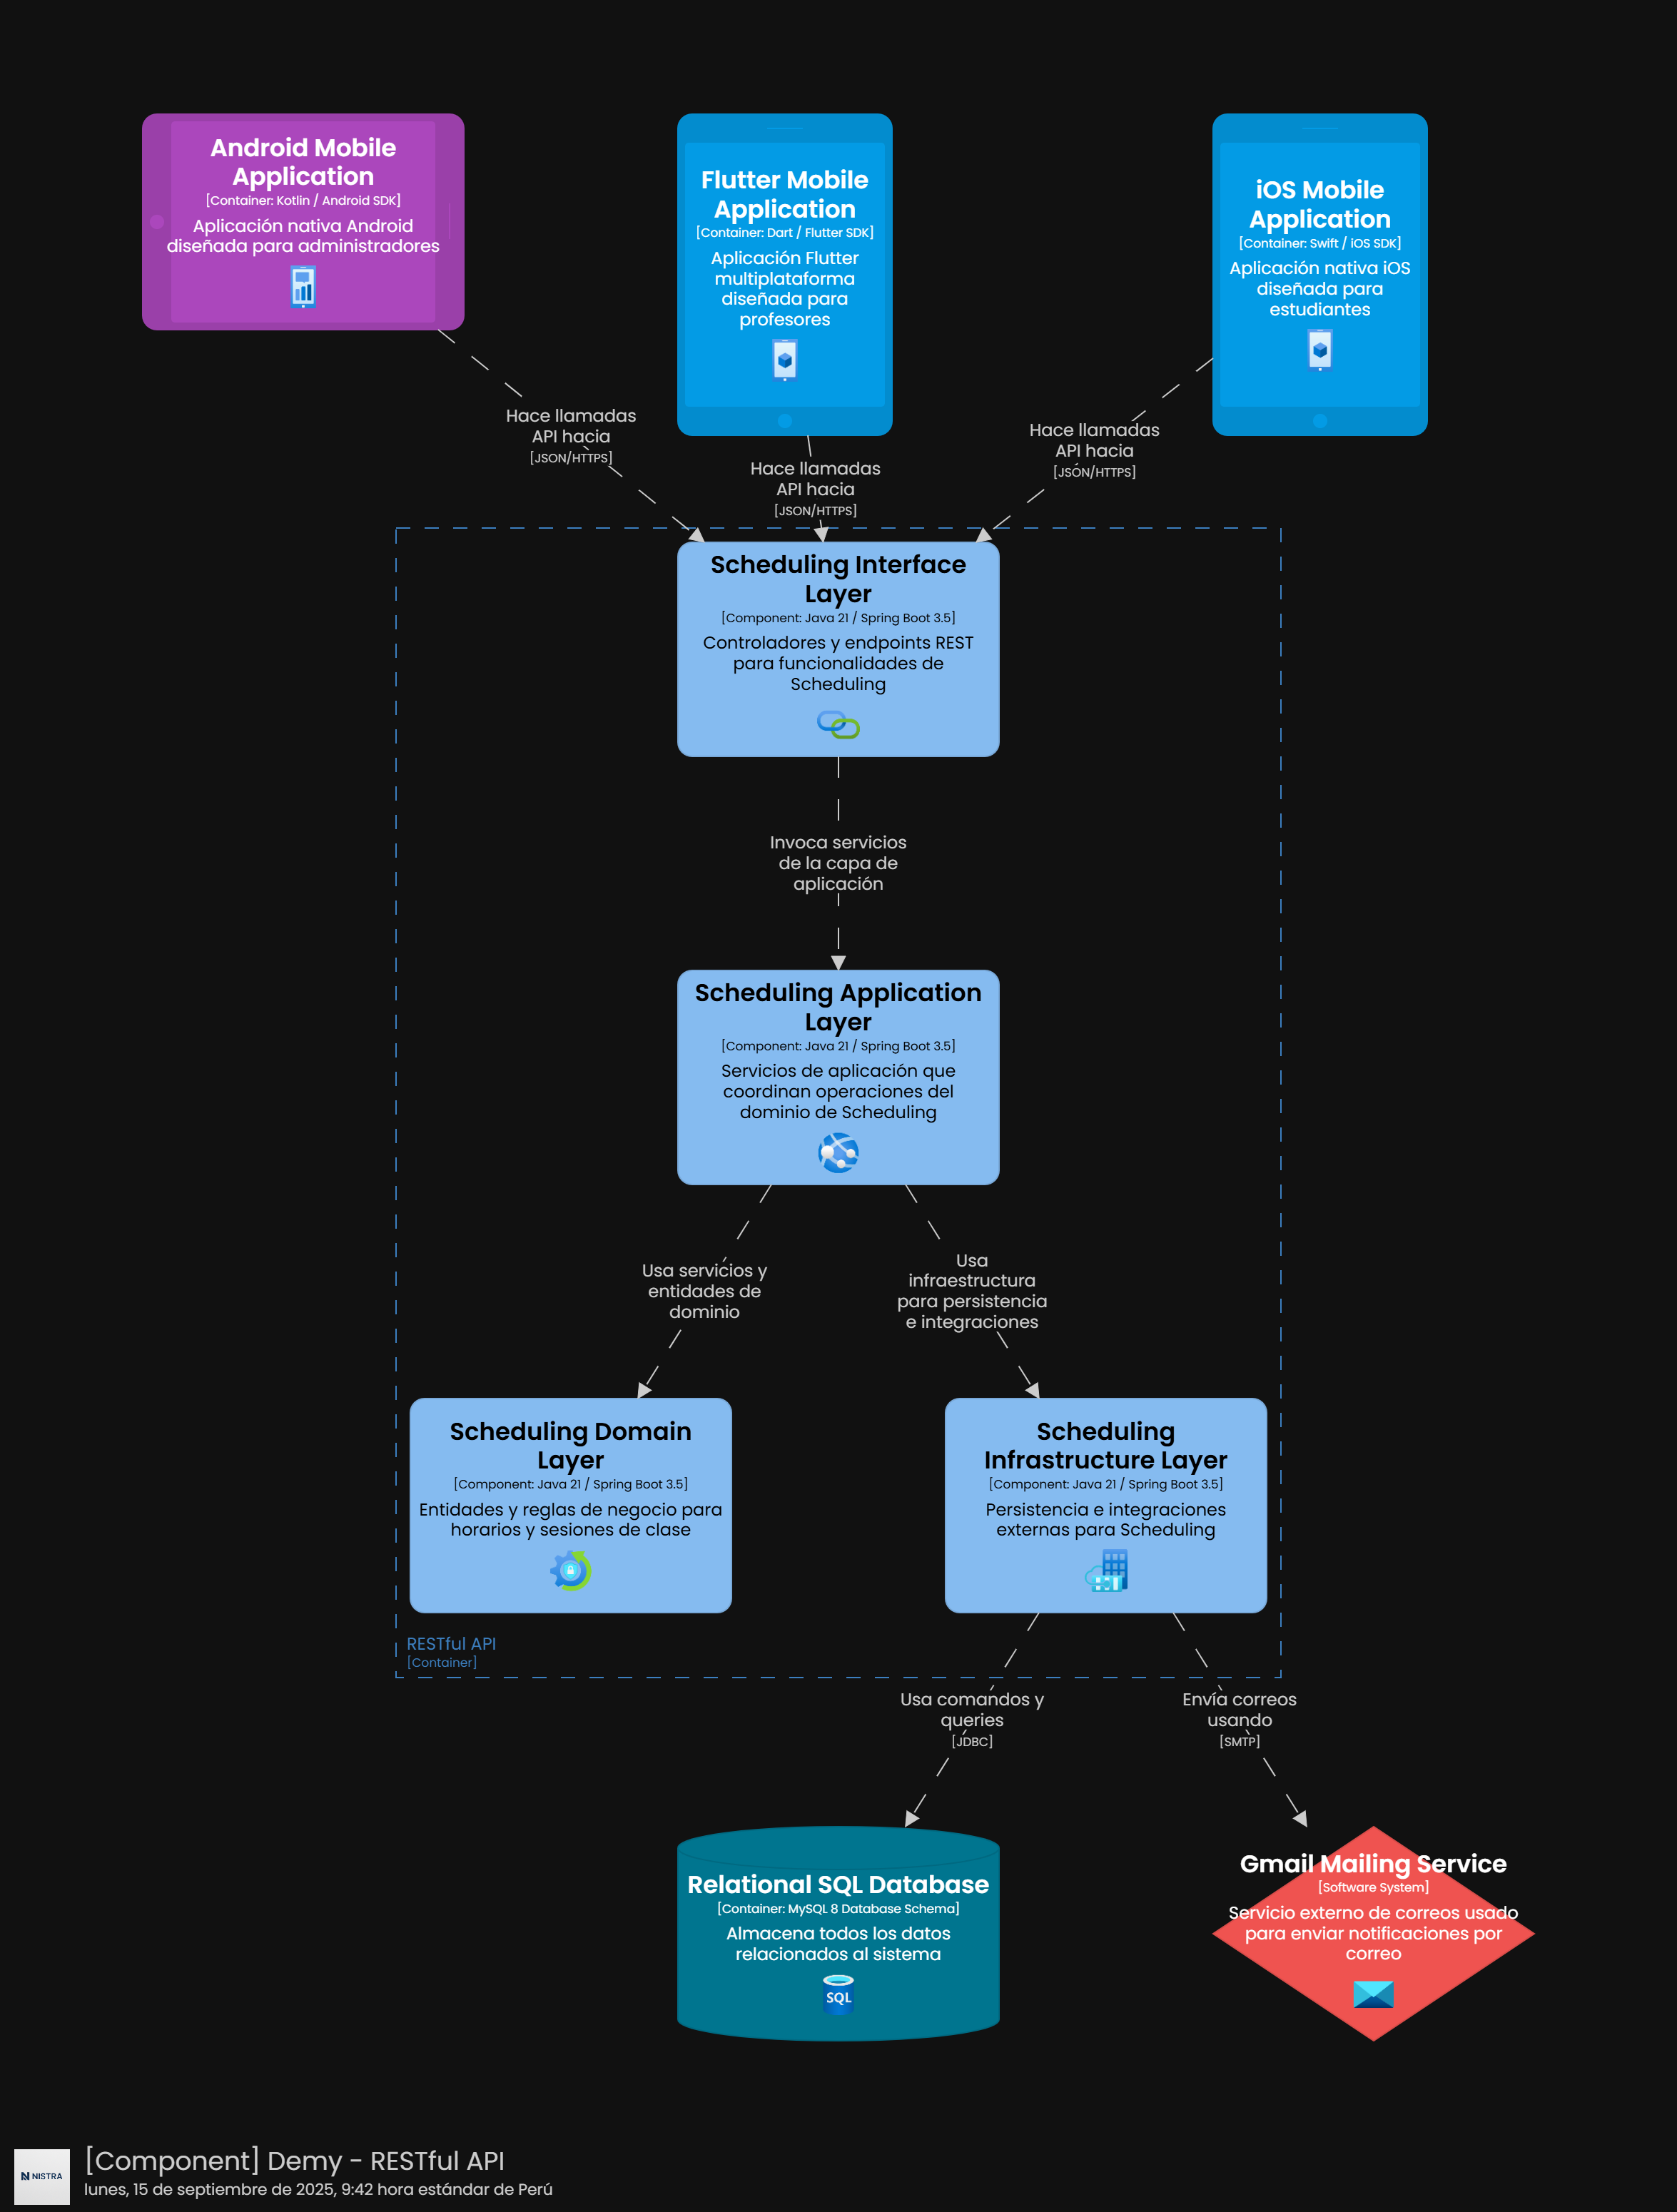 Android Mobile
Application
[Container: Kotlin / Android SDK]
Aplicación nativa Android
diseñada para administradores
Flutter Mobile
Application
[Container: Dart / Flutter SDK]
Aplicación Flutter
multiplataforma
diseñada para
profesores
iOS Mobile
Application
[Container: Swift / iOS SDK]
Aplicación nativa iOS
diseñada para
estudiantes
Hace llamadas
API hacia
[JSON/HTTPS]
Hace llamadas
API hacia
[JSON/HTTPS]
Hace llamadas
API hacia
[JSON/HTTPS]
Scheduling Interface
Layer
[Component: Java 21 / Spring Boot 3.5]
Controladores y endpoints REST
para funcionalidades de
Scheduling
Invoca servicios
de la capa de
aplicación
Scheduling Application
Layer
[Component: Java 21 / Spring Boot 3.5]
Servicios de aplicación que
coordinan operaciones del
dominio de Scheduling
Usa servicios y
entidades de
dominio
Usa
infraestructura
para persistencia
e integraciones
Scheduling Domain
Layer
[Component: Java 21 / Spring Boot 3.5]
Entidades y reglas de negocio para
horarios y sesiones de clase
Scheduling
Infrastructure Layer
[Component: Java 21 / Spring Boot 3.5]
Persistencia e integraciones
externas para Scheduling
RESTful API
[Container]
Usa comandos y
queries
[JDBC]
Envía correos
usando
[SMTP]
Relational SQL Database
[Container: MySQL 8 Database Schema]
Almacena todos los datos
relacionados al sistema
SQL
Gmail Mailing Service
[Software System]
Servicio externo de correos usado
para enviar notificaciones por
correo
NISTRA
[Component] Demy - RESTful API
lunes, 15 de septiembre de 2025, 9:42 hora estándar de Perú